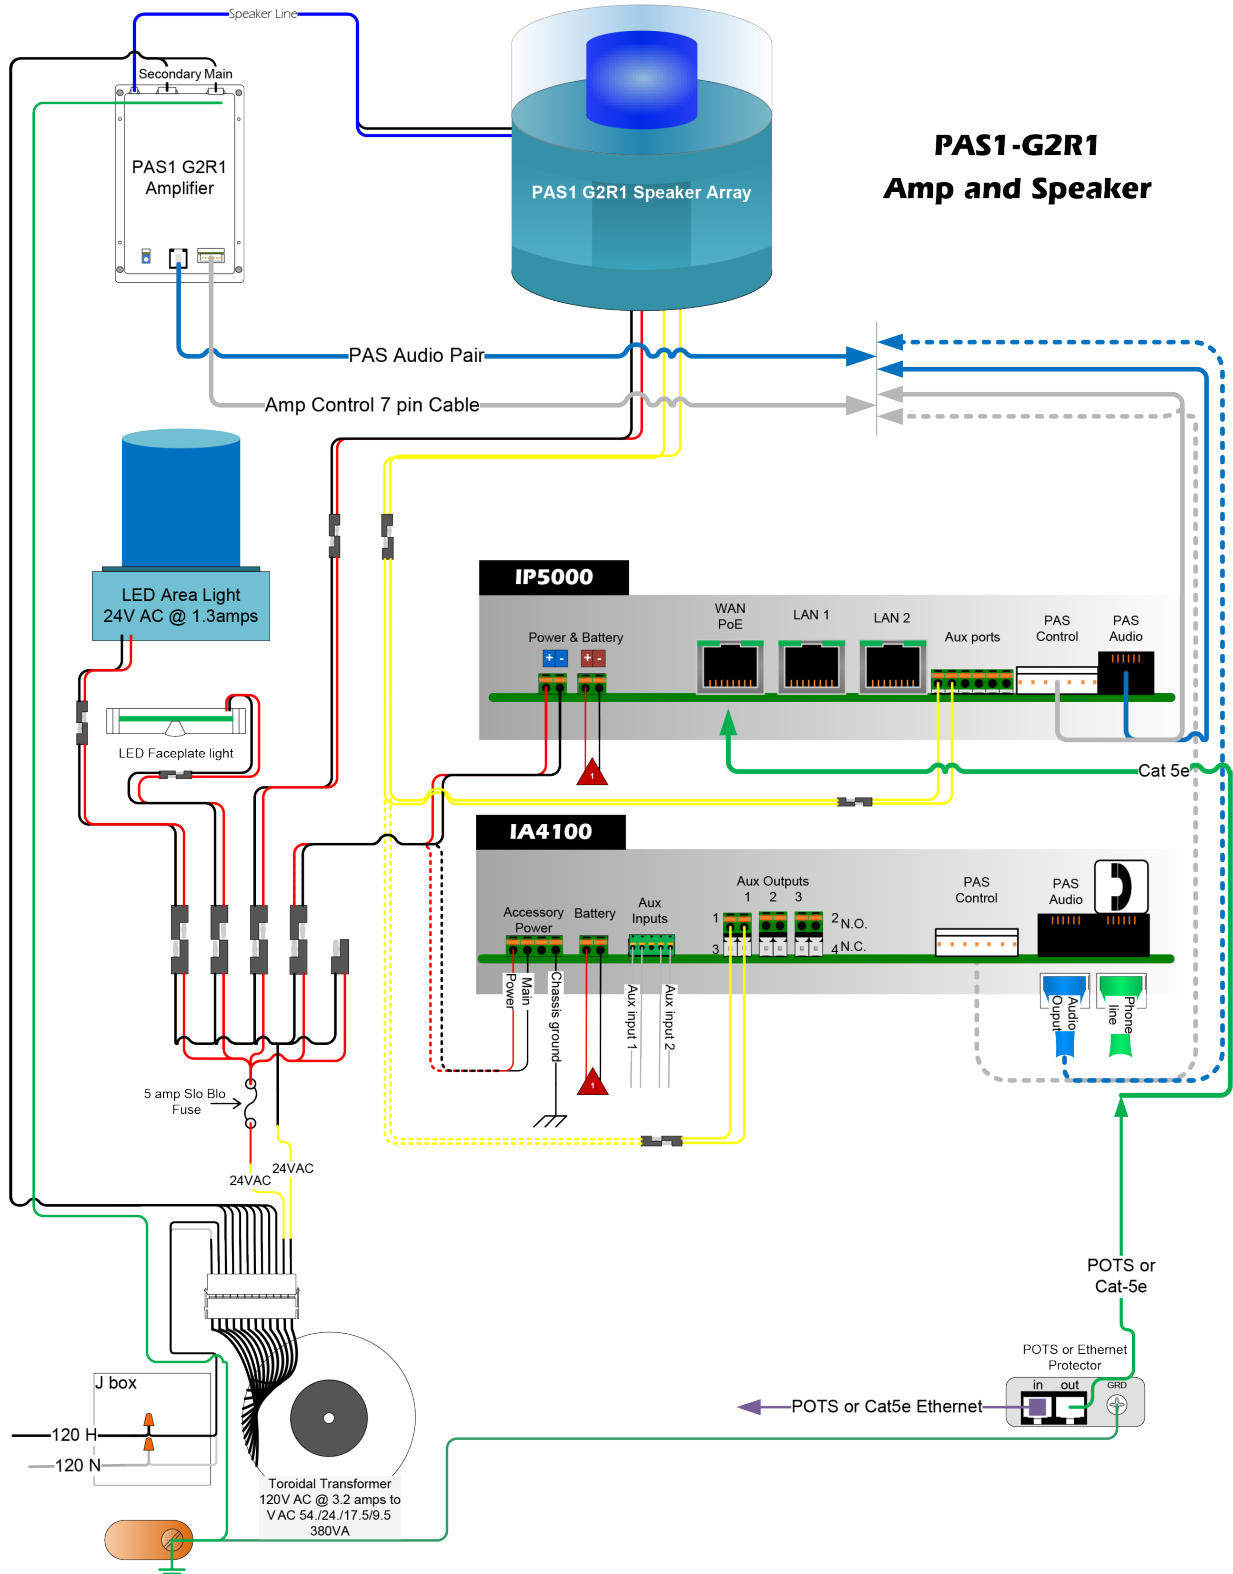 Speaker Line
Secondary Main
PAS1 G2R1
Amplifier
PAS1 G2R1 Speaker Array
PAS1-G2R1
Amp and Speaker
PAS Audio Pair
Amp Control 7 pin Cable
LED Area Light
24V AC @ 1.3amps
LED Faceplate light
IP5000
Power & Battery
+ - + -
WAN
PoE
LAN 1
LAN 2
Aux ports
PAS
Control
PAS
Audio
1
Cat 5e
IA4100
Accessory
Power
Battery
Aux
Inputs
Aux Outputs
1 2 3
1
3
2 N.O.
4 N.C.
PAS
Control
PAS
Audio
Power
Main
Chassis ground
1
Aux input 1
Aux input 2
Audio
Ouput
Phone
line
5 amp Slo Blo
Fuse
24VAC
24VAC
J box
120 H
120 N
Toroidal Transformer
120V AC @ 3.2 amps to
VAC 54./24./17.5/9.5
380VA
POTS or
Cat-5e
POTS or Ethernet
Protector
in out GRD
POTS or Cat5e Ethernet